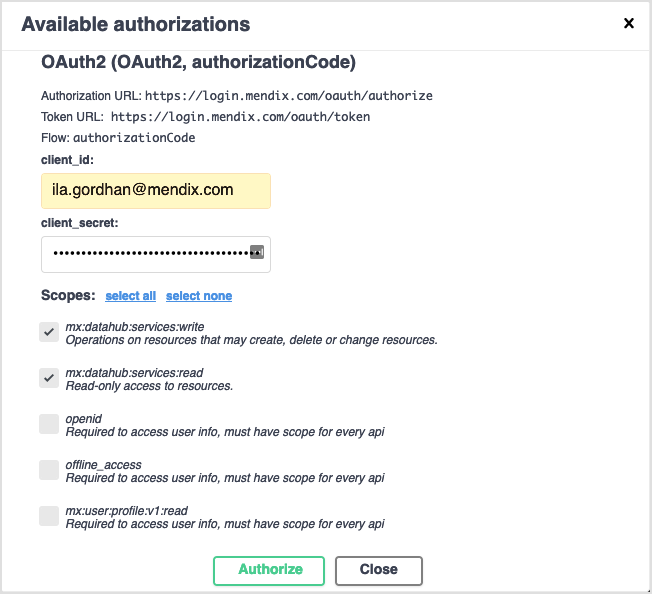 Available authorizations
×
OAuth2 (OAuth2, authorizationCode)
Authorization URL: https://login.mendix.com/oauth/authorize
Token URL: https://login.mendix.com/oauth/token
Flow: authorizationCode
client_id:
ila.gordhan@mendix.com
client_secret:
Scopes: select all select none
mx:datahub:services:write
Operations on resources that may create, delete or change resources.
mx:datahub:services:read
Read-only access to resources.
openid
Required to access user info, must have scope for every api
offline_access
Required to access user info, must have scope for every api
mx:user:profile:v1:read
Required to access user info, must have scope for every api
Authorize Close